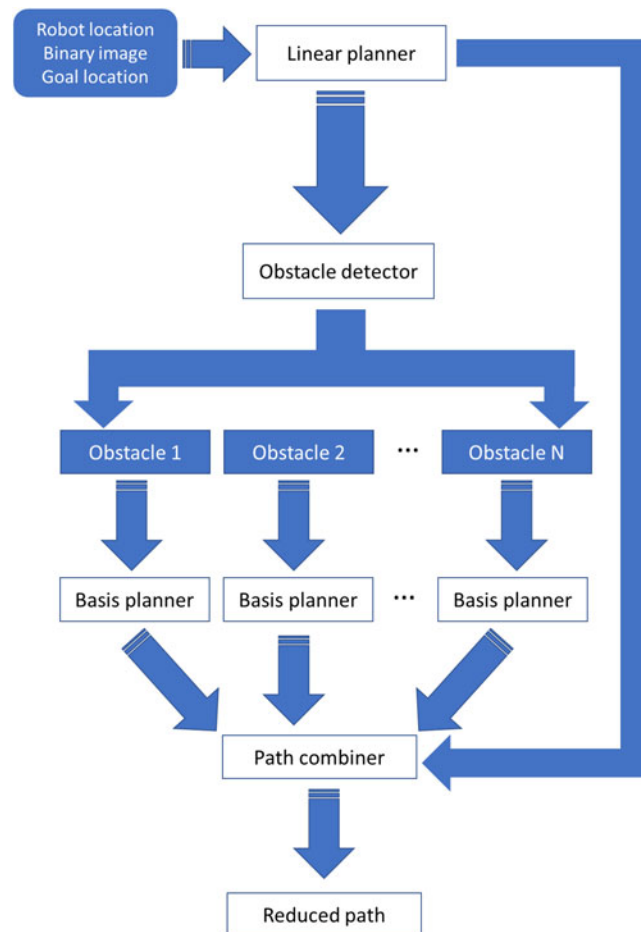 Robot location
Binary image
Goal location
Linear planner
Obstacle detector
Obstacle 1
Obstacle 2
...
Obstacle N
Basis planner
Basis planner
...
Basis planner
Path combiner
Reduced path